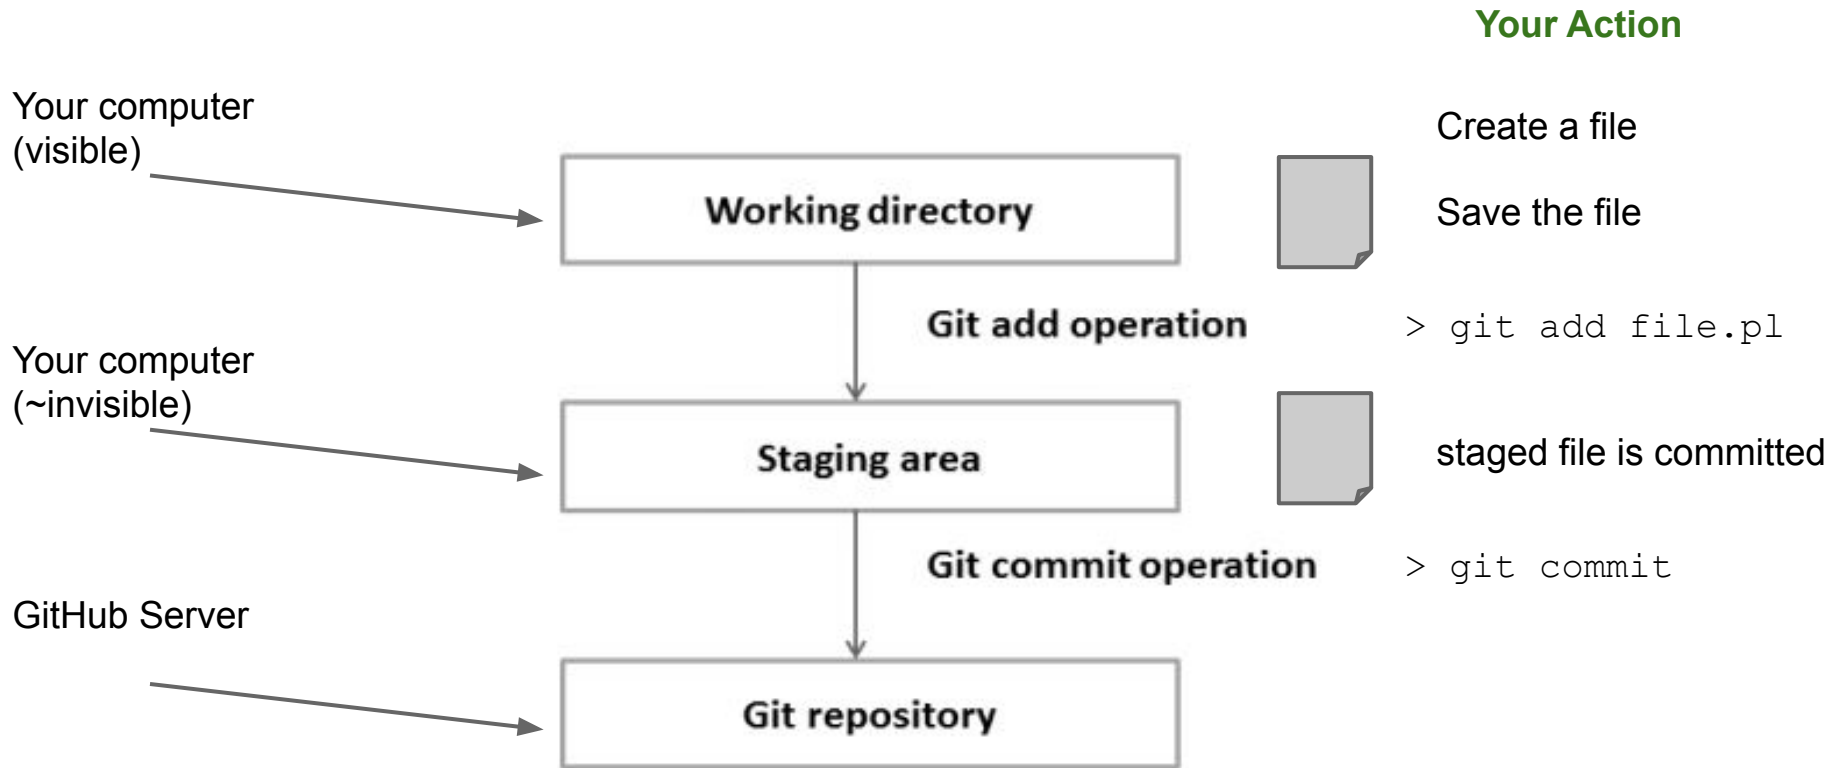 Your Action
Your computer
(visible)
Create a file
Working directory
Save the file
Git add operation
> git add file.pl
Your computer
(~invisible)
Staging area
staged file is committed
Git commit operation
> git commit
GitHub Server
Git repository